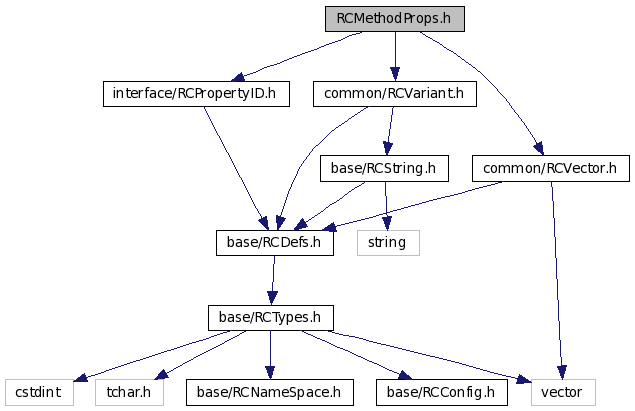 RCMethodProps.h
interface/RCPropertyID.h
common/RCVariant.h
base/RCString.h
common/RCVector.h
base/RCDefs.h
string
base/RCTypes.h
cstdint
tchar.h
base/RCNameSpace.h
base/RCConfig.h
vector